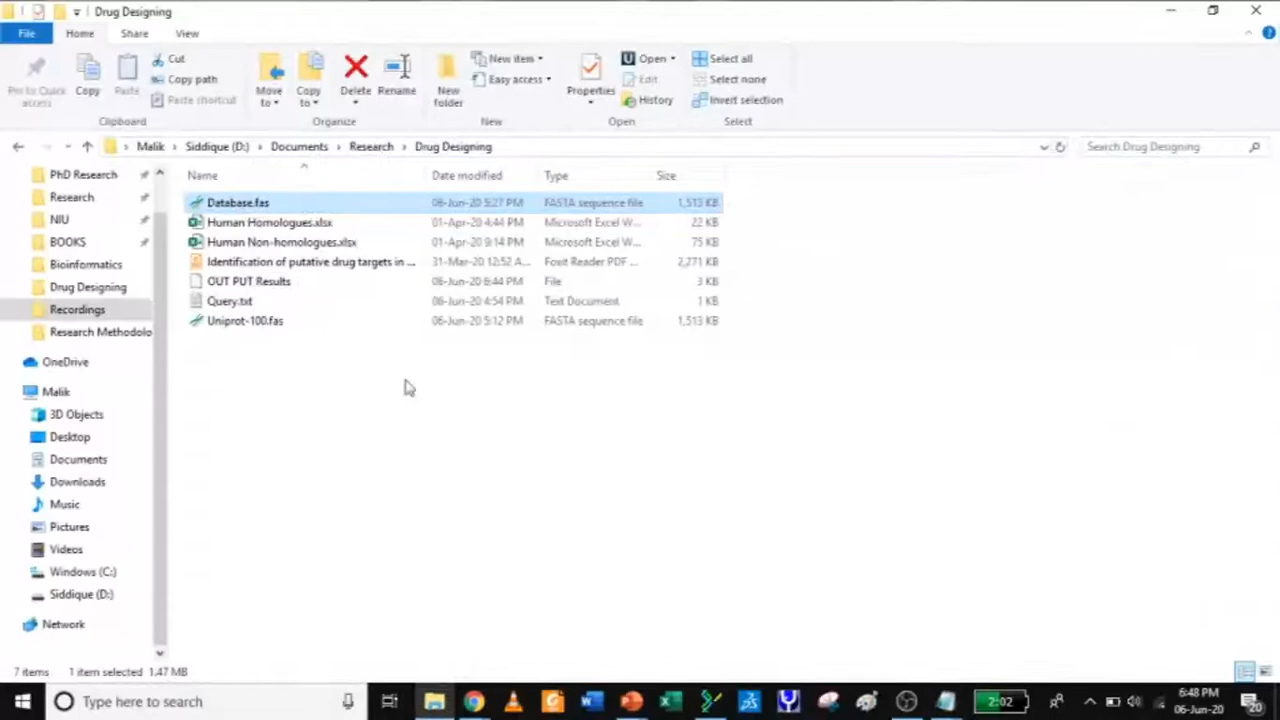 Drug Designing
File Home Share View
Pin to Quick access
Copy
Paste
Cut
Copy path
Paste shortcut
Clipboard
Move to
Copy to
Delete
Rename
Organize
New folder
New item
Easy access
New
Properties
Open
Edit
History
Open
Select all
Select none
Invert selection
Select
Malik Siddique (D:) Documents Research Drug Designing
Search Drug Designing
PhD Research
Research
NIU
BOOKS
Bioinformatics
Drug Designing
Recordings
Research Methodolo
OneDrive
Malik
3D Objects
Desktop
Documents
Downloads
Music
Pictures
Videos
Windows (C:)
Siddique (D:)
Network
Name Date modified Type Size
Database.fas 06-Jun-20 5:27 PM FASTA sequence file 1,513 KB
Human Homologues.xlsx 01-Apr-20 4:44 PM Microsoft Excel W... 22 KB
Human Non-homologues.xlsx 01-Apr-20 9:14 PM Microsoft Excel W... 75 KB
Identification of putative drug targets in ... 31-Mar-20 12:52 A... Foxit Reader PDF ... 2,271 KB
OUT PUT Results 06-Jun-20 6:44 PM File 3 KB
Query.txt 06-Jun-20 4:54 PM Text Document 1 KB
Uniprot-100.fas 06-Jun-20 5:12 PM FASTA sequence file 1,513 KB
7 items 1 item selected 1.47 MB
Type here to search
2:02
6:48 PM
06-Jun-20
20